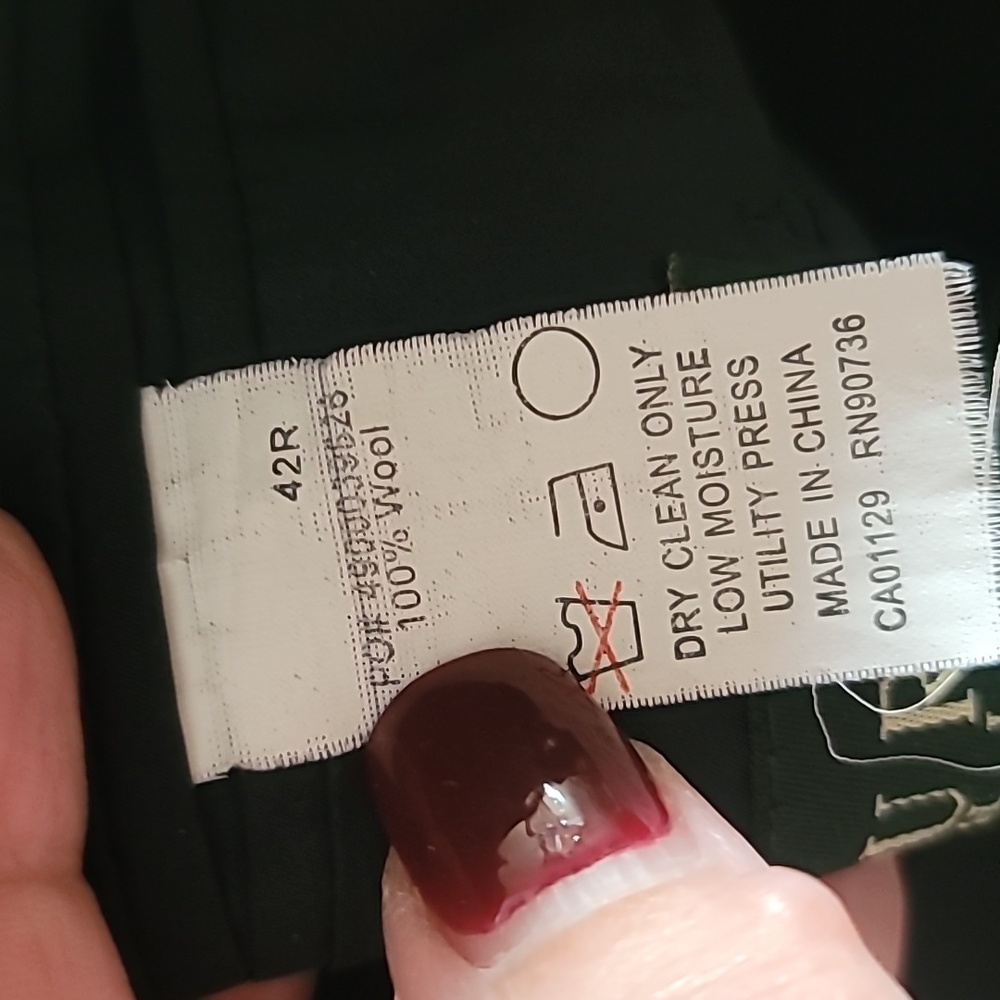 42R
100% Wool
DRY CLEAN ONLY
LOW MOISTURE
UTILITY PRESS
MADE IN CHINA
CA01129 RN90736